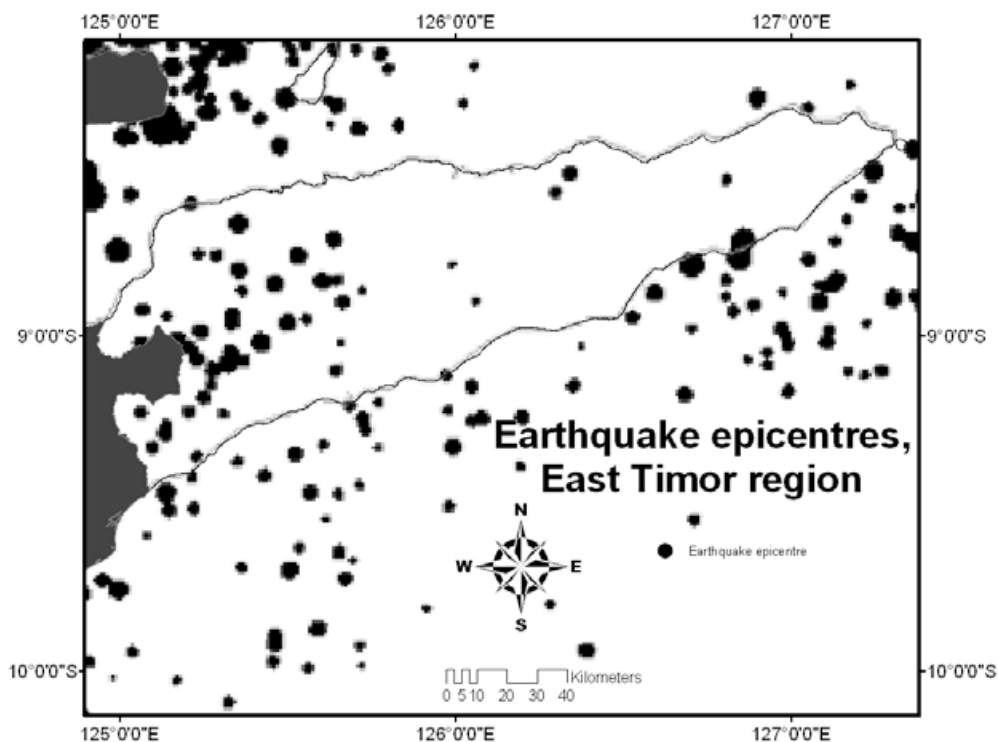 125°0'0"E 126°0'0"E 127°0'0"E
9°0'0"S 9°0'0"S
Earthquake epicentres,
East Timor region
N
Earthquake epicentre
W E
S
10°0'0"S 10°0'0"S
Kilometers
0 5 10 20 30 40
125°0'0"E 126°0'0"E 127°0'0"E